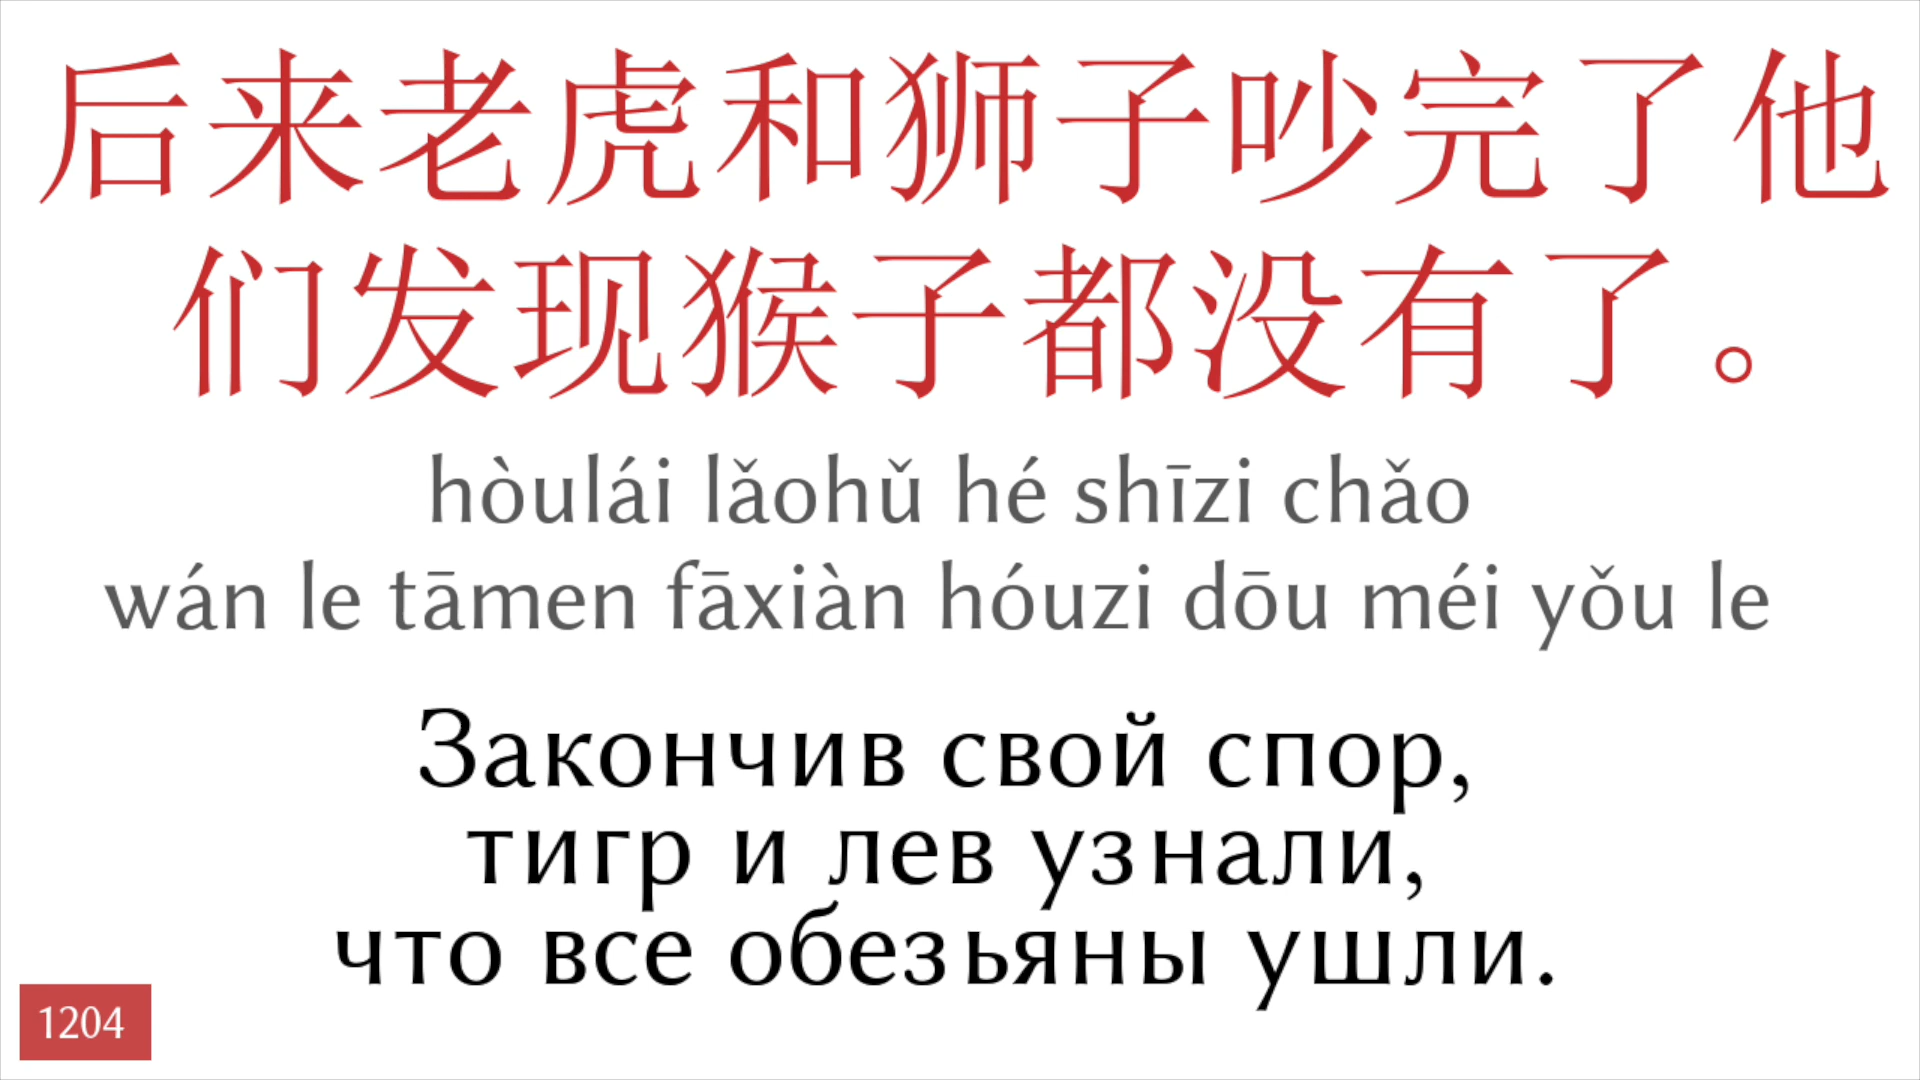 后来老虎和狮子吵完了他
们发现猴子都没有了。
hòulái lǎohǔ hé shīzi chǎo
wán le tāmen fāxiàn hóuzi dōu méi yǒu le
Закончив свой спор,
тигр и лев узнали,
что все обезьяны ушли.
1204